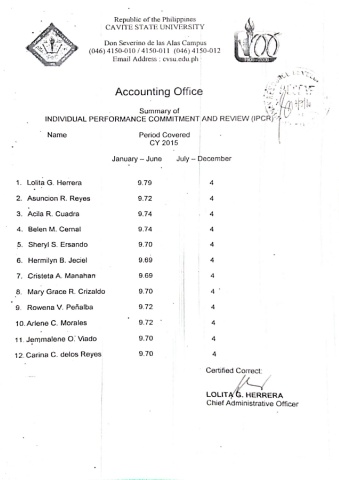 Republic of the Philippines
CAVITE STATE UNIVERSITY
Don Severino de las Alas Campus
(046) 4150-010 / 4150-011 (046) 4150-012
Email Address : cvsu.edu.ph
Accounting Office
Summary of
INDIVIDUAL PERFORMANCE COMMITMENT AND REVIEW (IPCR)
Name Period Covered
CY 2015
January – June July – December
1. Lolita G. Herrera 9.79 4
2. Asuncion R. Reyes 9.72 4
3. Acila R. Cuadra 9.74 4
4. Belen M. Cernal 9.74 4
5. Sheryl S. Ersando 9.70 4
6. Hermilyn B. Jeciel 9.69 4
7. Cristeta A. Manahan 9.69 4
8. Mary Grace R. Crizaldo 9.70 4
9. Rowena V. Peñalba 9.72 4
10. Arlene C. Morales 9.72 4
11. Jemmalene O. Viado 9.70 4
12. Carina C. delos Reyes 9.70 4
Certified Correct:
LOLITA G. HERRERA
Chief Administrative Officer